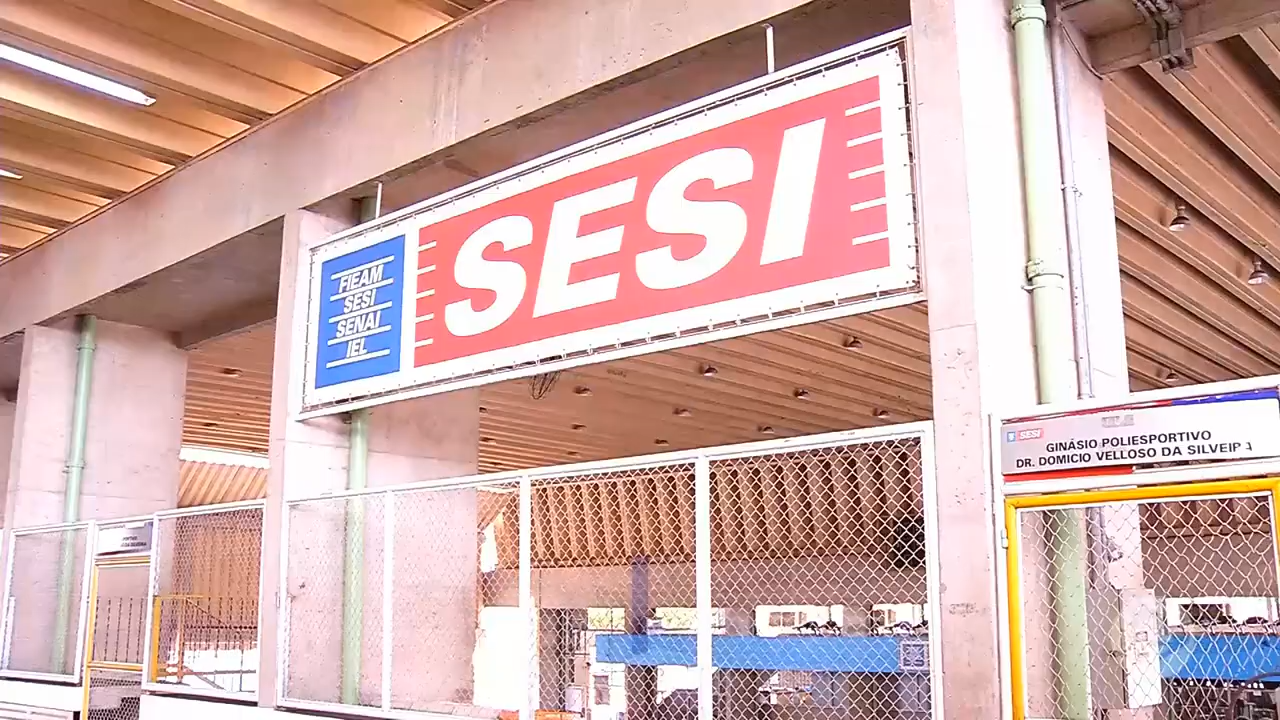 FIEAM
SESI
SENAI
IEL
SESI
SESI
GINÁSIO POLIESPORTIVO
DR. DOMICIO VELLOSO DA SILVEIRA